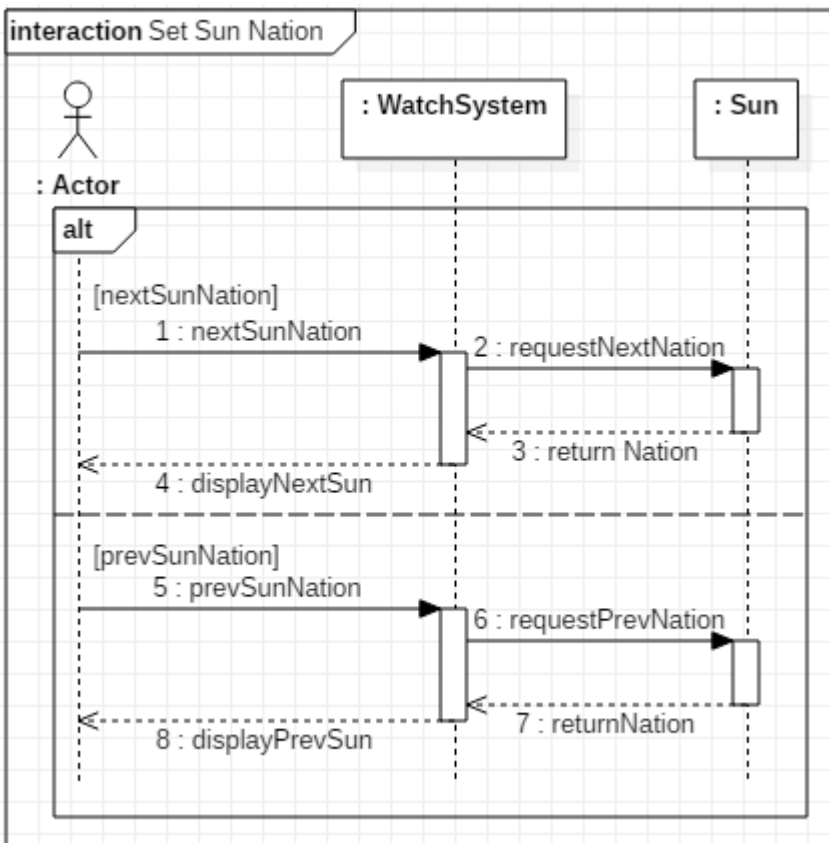 interaction Set Sun Nation
: WatchSystem
: Sun
: Actor
alt
[nextSunNation]
1 : nextSunNation
2 : requestNextNation
3 : return Nation
4 : displayNextSun
[prevSunNation]
5 : prevSunNation
6 : requestPrevNation
7 : returnNation
8 : displayPrevSun